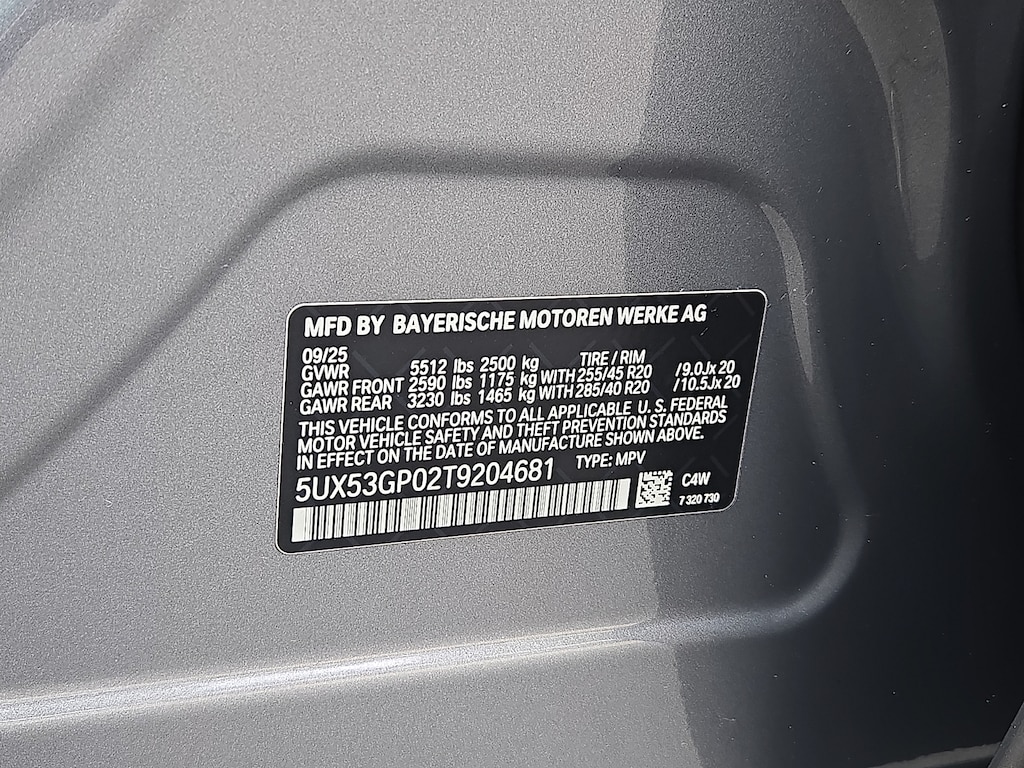 MFD BY BAYERISCHE MOTOREN WERKE AG
09/25 TIRE / RIM
GVWR 5512 lbs 2500 kg
GAWR FRONT 2590 lbs 1175 kg WITH 255/45 R20 /9.0Jx 20
GAWR REAR 3230 lbs 1465 kg WITH 285/40 R20 /10.5Jx 20
THIS VEHICLE CONFORMS TO ALL APPLICABLE U. S. FEDERAL
MOTOR VEHICLE SAFETY AND THEFT PREVENTION STANDARDS
IN EFFECT ON THE DATE OF MANUFACTURE SHOWN ABOVE.
5UX53GP02T9204681 TYPE: MPV
C4W
7 320 730